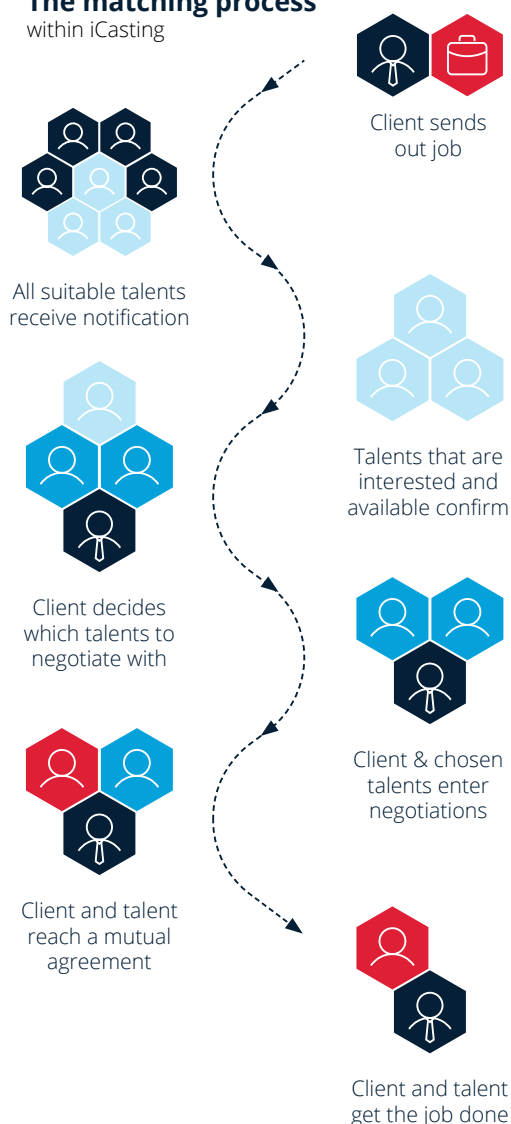 The matching process
within iCasting
Client sends
out job
All suitable talents
receive notification
Talents that are
interested and
available confirm
Client decides
which talents to
negotiate with
Client & chosen
talents enter
negotiations
Client and talent
reach a mutual
agreement
Client and talent
get the job done